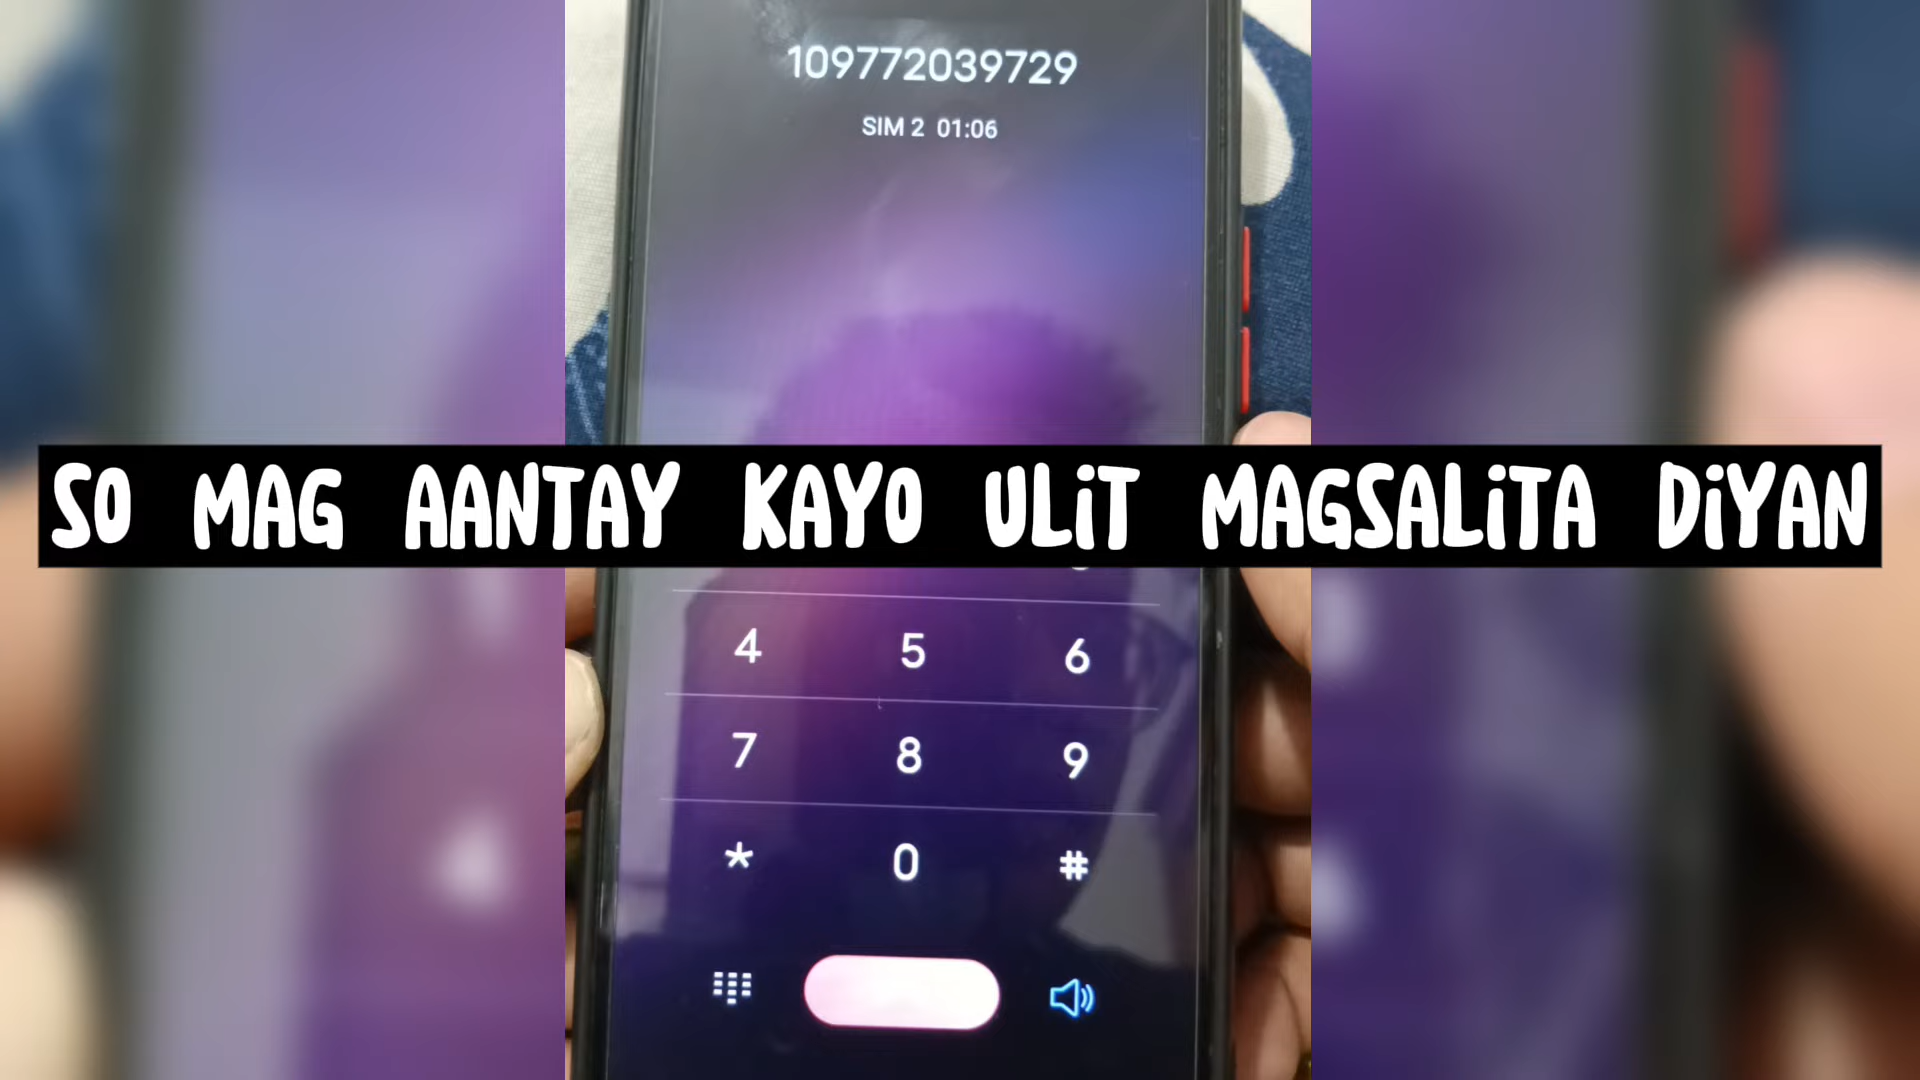 109772039729
SIM 2 01:06
SO MAG AANTAY KAYO ULiT MAGSALiTA DiYAN
4 5 6
7 8 9
* 0 #